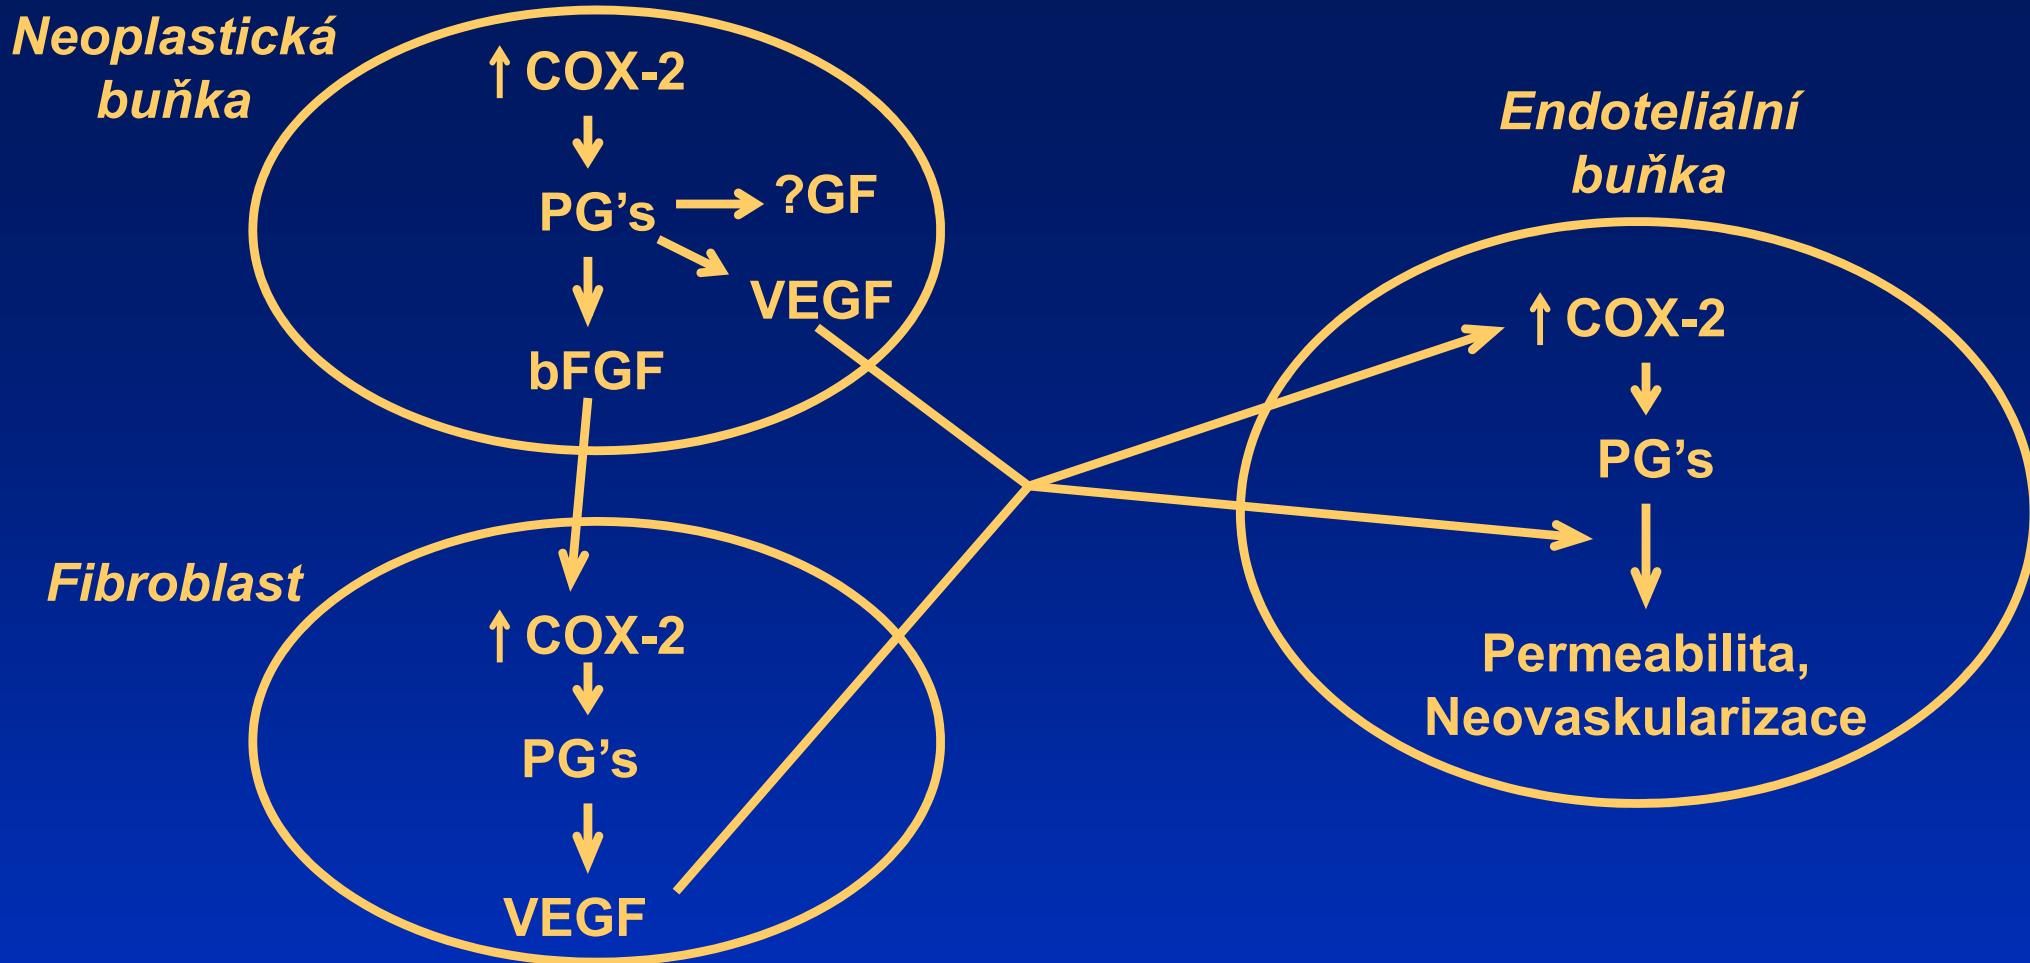 Neoplastická
buňka
↑ COX-2
PG’s
?GF
VEGF
bFGF
Fibroblast
↑ COX-2
PG’s
VEGF
Endoteliální
buňka
↑ COX-2
PG’s
Permeabilita,
Neovaskularizace